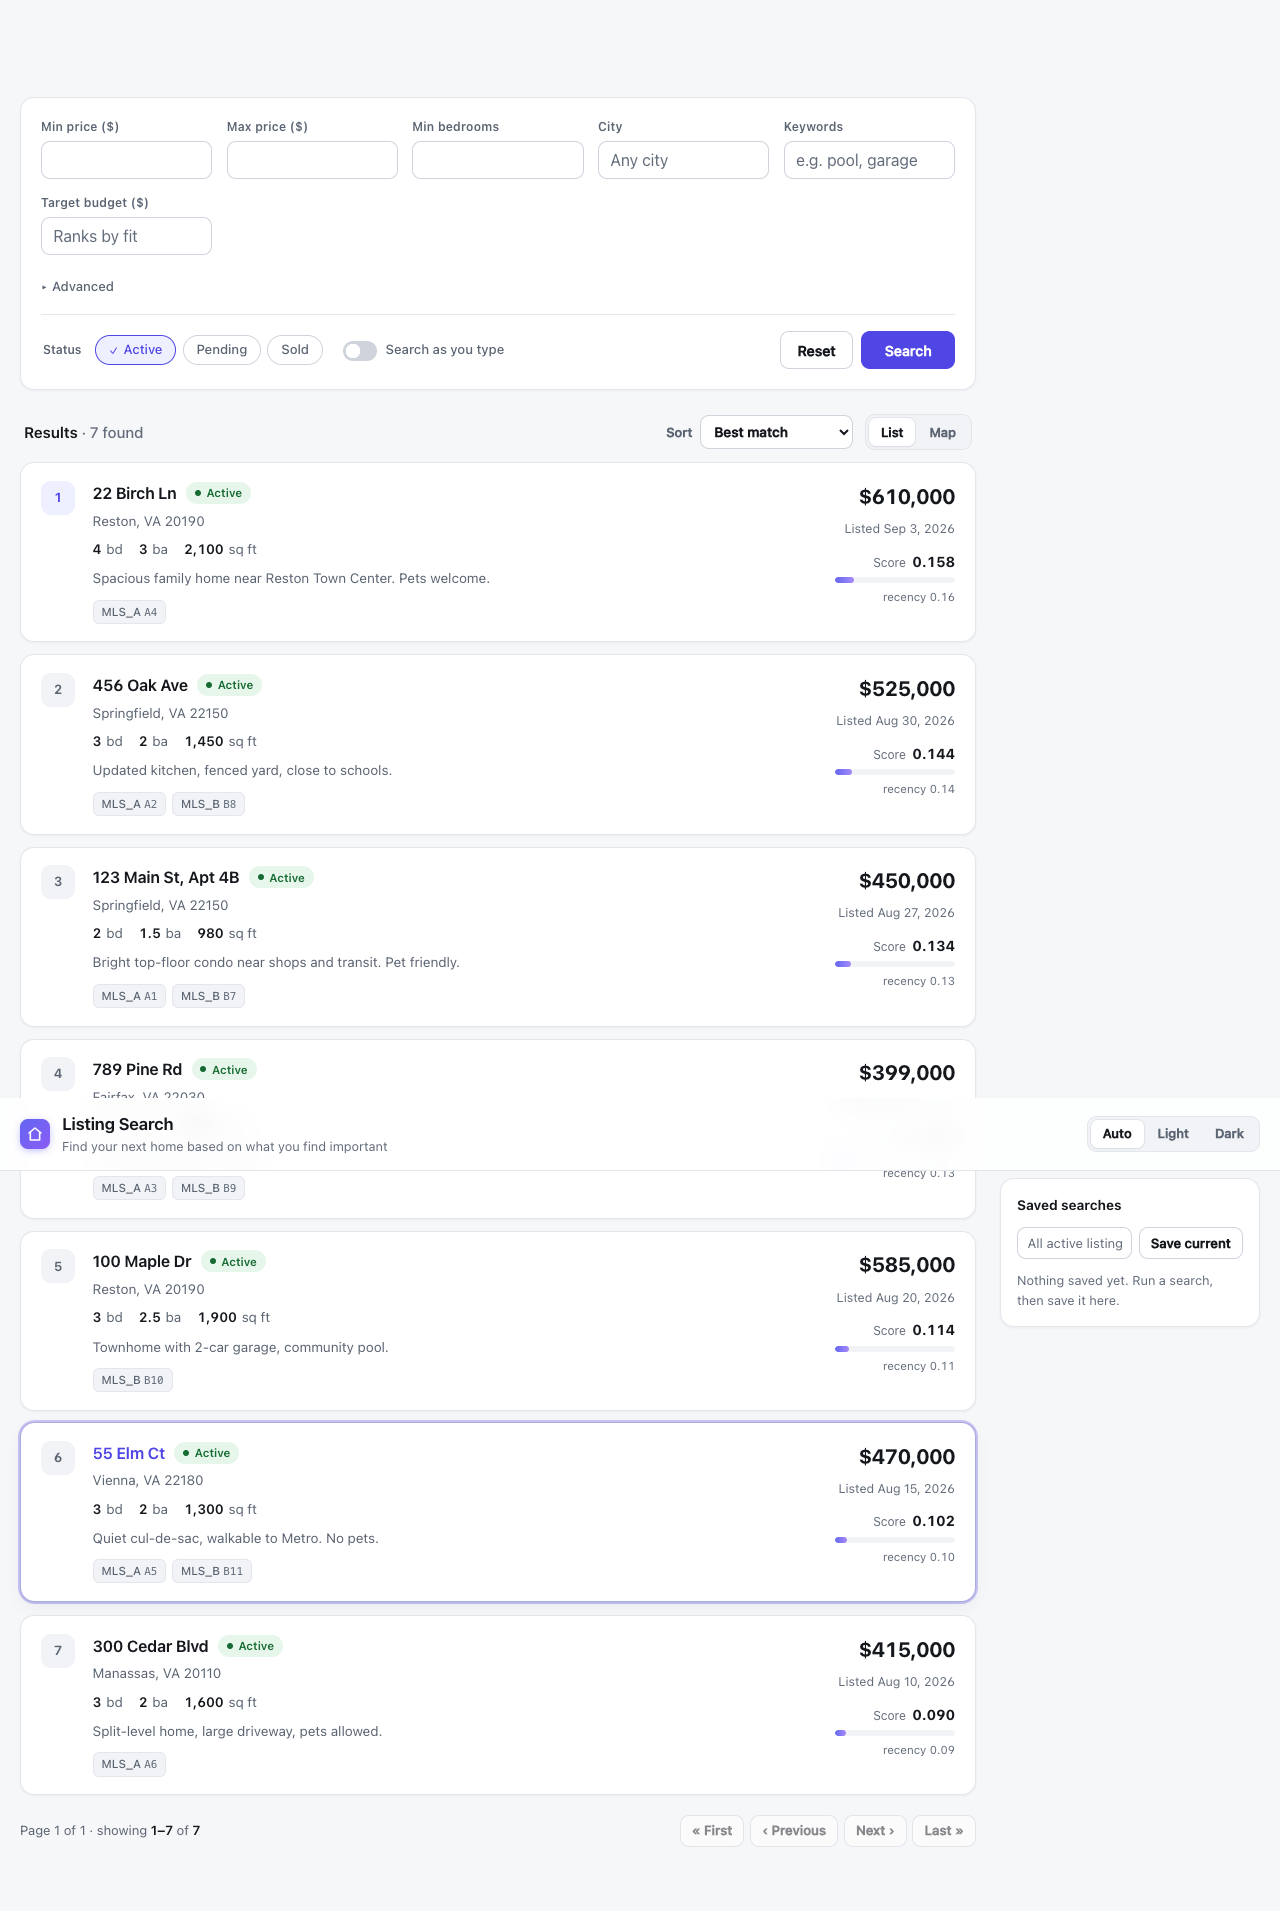 Min price ($)
Max price ($)
Min bedrooms
City
Keywords
Any city
e.g. pool, garage
Target budget ($)
Ranks by fit
▸ Advanced
Status
✓ Active
Pending
Sold
Search as you type
Reset
Search
Results · 7 found
Sort
Best match
List
Map
1
22 Birch Ln
Active
Reston, VA 20190
4 bd 3 ba 2,100 sq ft
Spacious family home near Reston Town Center. Pets welcome.
MLS_A A4
$610,000
Listed Sep 3, 2026
Score 0.158
recency 0.16
2
456 Oak Ave
Active
Springfield, VA 22150
3 bd 2 ba 1,450 sq ft
Updated kitchen, fenced yard, close to schools.
MLS_A A2
MLS_B B8
$525,000
Listed Aug 30, 2026
Score 0.144
recency 0.14
3
123 Main St, Apt 4B
Active
Springfield, VA 22150
2 bd 1.5 ba 980 sq ft
Bright top-floor condo near shops and transit. Pet friendly.
MLS_A A1
MLS_B B7
$450,000
Listed Aug 27, 2026
Score 0.134
recency 0.13
4
789 Pine Rd
Active
Fairfax, VA 22030
$399,000
Listing Search
Find your next home based on what you find important
Auto
Light
Dark
MLS_A A3
MLS_B B9
recency 0.13
Saved searches
All active listing
Save current
Nothing saved yet. Run a search,
then save it here.
5
100 Maple Dr
Active
Reston, VA 20190
3 bd 2.5 ba 1,900 sq ft
Townhome with 2-car garage, community pool.
MLS_B B10
$585,000
Listed Aug 20, 2026
Score 0.114
recency 0.11
6
55 Elm Ct
Active
Vienna, VA 22180
3 bd 2 ba 1,300 sq ft
Quiet cul-de-sac, walkable to Metro. No pets.
MLS_A A5
MLS_B B11
$470,000
Listed Aug 15, 2026
Score 0.102
recency 0.10
7
300 Cedar Blvd
Active
Manassas, VA 20110
3 bd 2 ba 1,600 sq ft
Split-level home, large driveway, pets allowed.
MLS_A A6
$415,000
Listed Aug 10, 2026
Score 0.090
recency 0.09
Page 1 of 1 · showing 1–7 of 7
« First
‹ Previous
Next ›
Last »